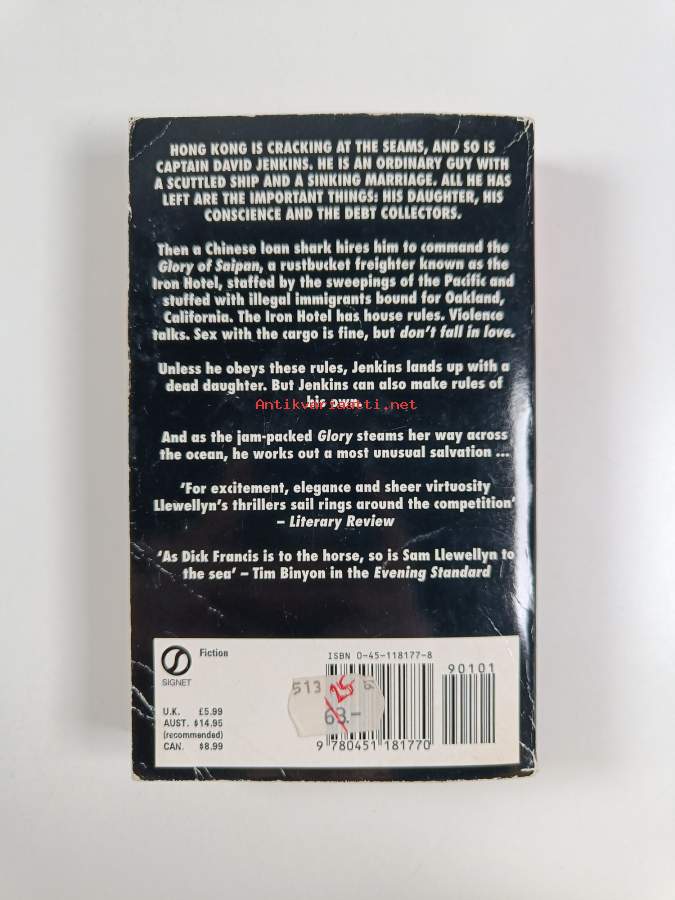 HONG KONG IS CRACKING AT THE SEAMS, AND SO IS
CAPTAIN DAVID JENKINS. HE IS AN ORDINARY GUY WITH
A SCUTTLED SHIP AND A SINKING MARRIAGE. ALL HE HAS
LEFT ARE THE IMPORTANT THINGS: HIS DAUGHTER, HIS
CONSCIENCE AND THE DEBT COLLECTORS.
Then a Chinese loan shark hires him to command the
Glory of Saipan, a rustbucket freighter known as the
Iron Hotel, staffed by the sweepings of the Pacific and
stuffed with illegal immigrants bound for Oakland,
California. The Iron Hotel has house rules. Violence
talks. Sex with the cargo is fine, but don't fall in love.
Unless he obeys these rules, Jenkins lands up with a
dead daughter. But Jenkins can also make rules of
his own.
Antikvariaatti.net
And as the jam-packed Glory steams her way across
the ocean, he works out a most unusual salvation ...
'For excitement, elegance and sheer virtuosity
Llewellyn's thrillers sail rings around the competition'
– Literary Review
'As Dick Francis is to the horse, so is Sam Llewellyn to
the sea' – Tim Binyon in the Evening Standard
Fiction
SIGNET
U.K. £5.99
AUST. $14.95
(recommended)
CAN. $8.99
ISBN 0-45-118177-8
90101
513
25
63.-
9 780451 181770